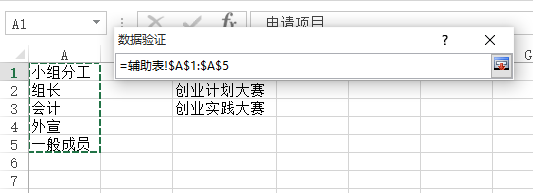 A1
申请项目
数据验证
?
=辅助表!$A$1:$A$5
A
G
1 小组分工
2 组长 创业计划大赛
3 会计 创业实践大赛
4 外宣
5 一般成员
6
7